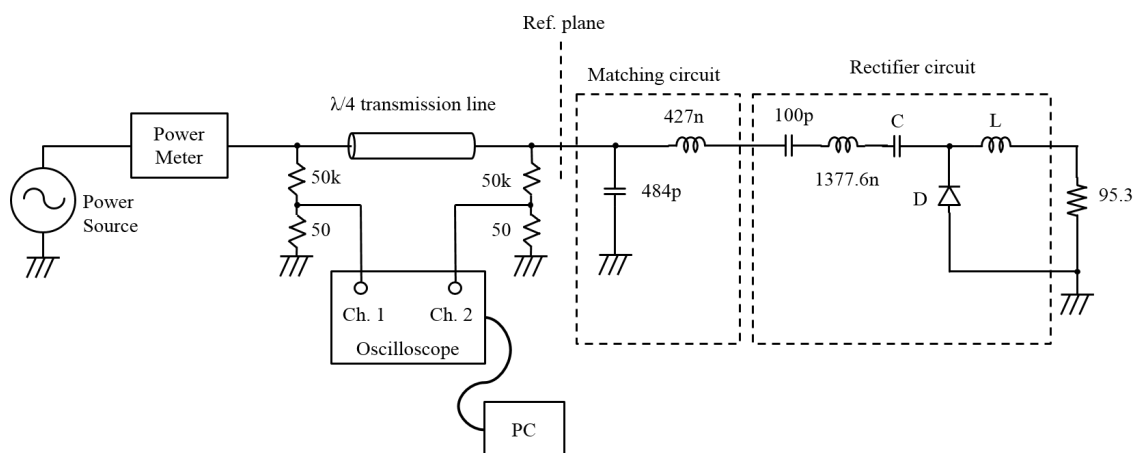 Ref. plane
Matching circuit
Rectifier circuit
λ/4 transmission line
Power
Meter
427n
100p
C
L
1377.6n
50k
50k
484p
D
95.3
Power
Source
50
50
Ch. 1
Ch. 2
Oscilloscope
PC